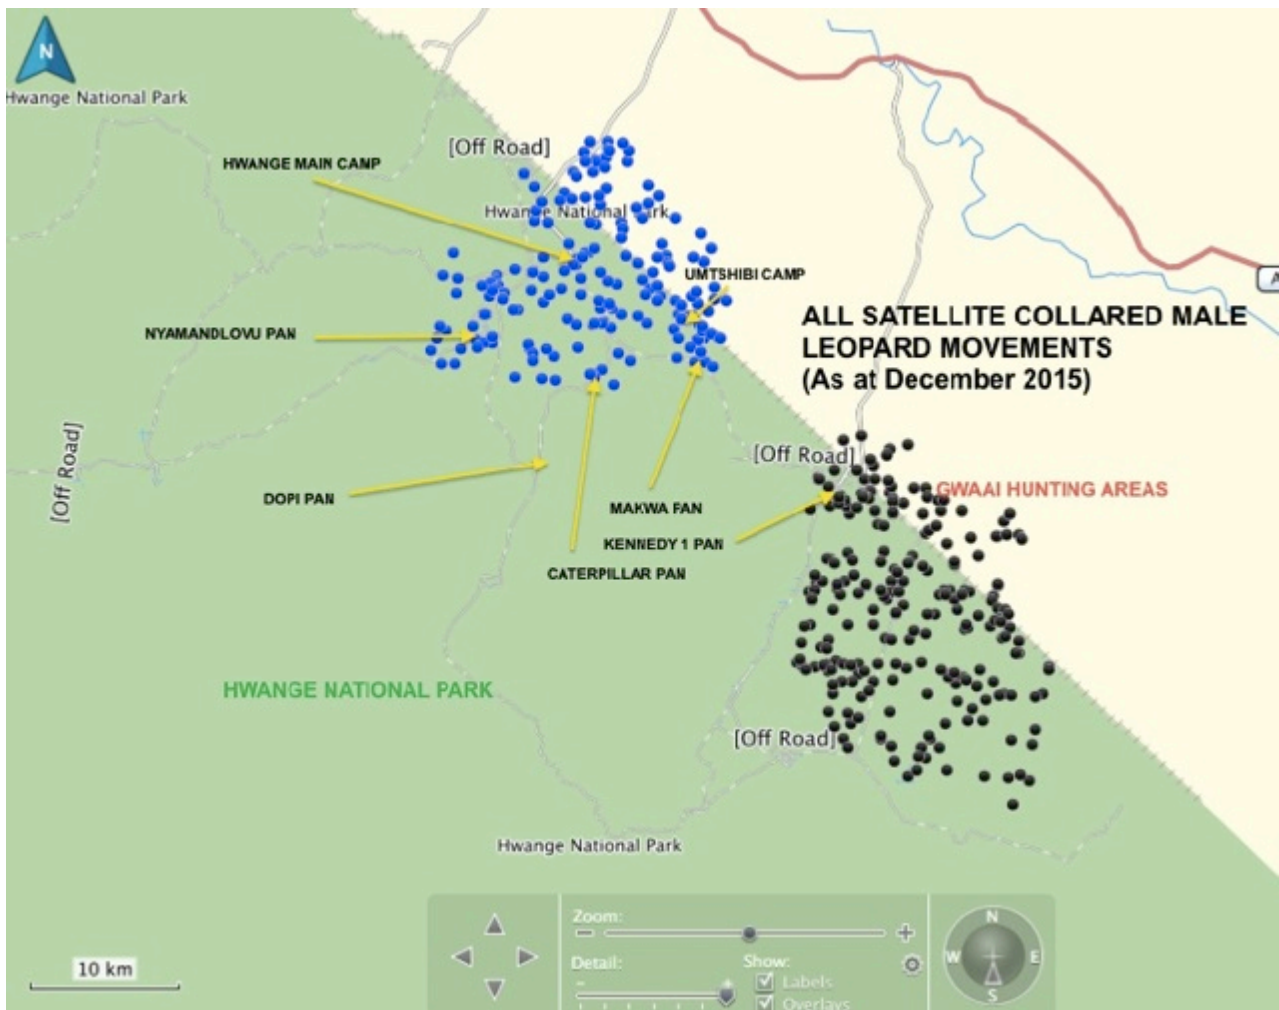 N
Hwange National Park
[Off Road]
HWANGE MAIN CAMP
Hwange National Park
UMTSHIBI CAMP
ALL SATELLITE COLLARED MALE
LEOPARD MOVEMENTS
(As at December 2015)
NYAMANDLOVU PAN
[Off Road]
[Off Road]
GWAAI HUNTING AREAS
DOPI PAN
MAKWA PAN
KENNEDY 1 PAN
CATERPILLAR PAN
HWANGE NATIONAL PARK
[Off Road]
Hwange National Park
10 km
Zoom:
Detail:
Show:
Labels
Overlays
N
W
E
S